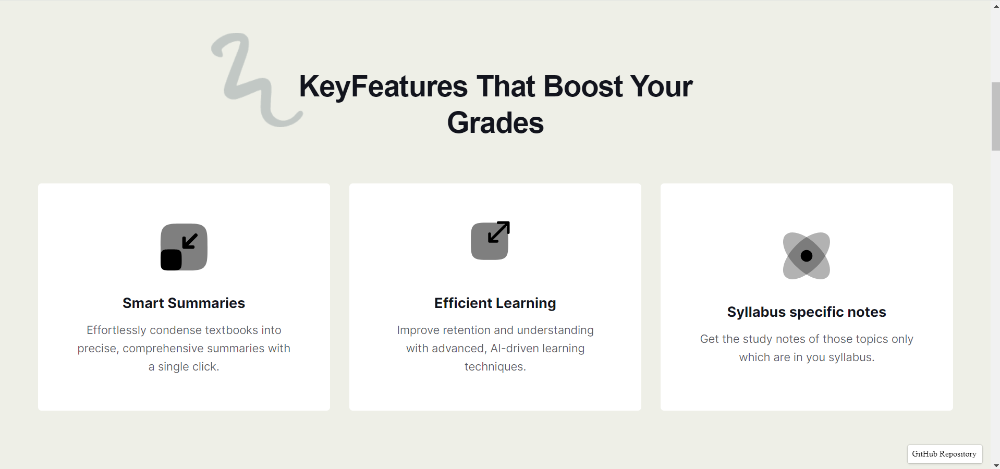 KeyFeatures That Boost Your
Grades
Smart Summaries
Effortlessly condense textbooks into
precise, comprehensive summaries with
a single click.
Efficient Learning
Improve retention and understanding
with advanced, AI-driven learning
techniques.
Syllabus specific notes
Get the study notes of those topics only
which are in you syllabus.
GitHub Repository